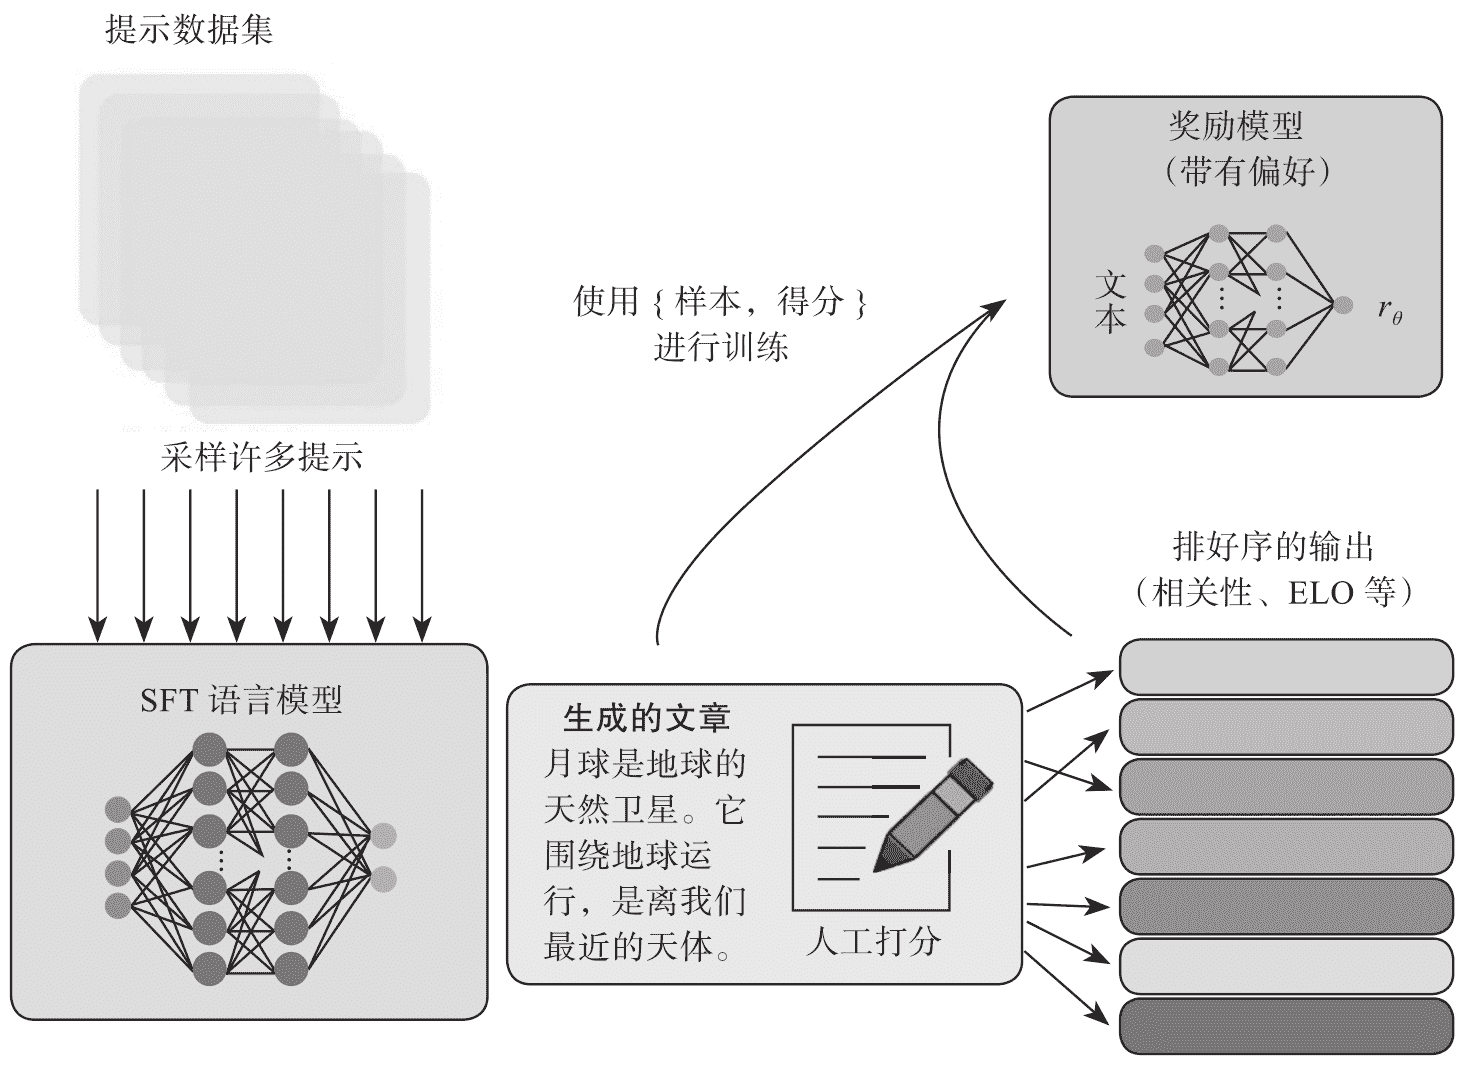 提示数据集
采样许多提示
SFT 语言模型
生成的文章
月球是地球的
天然卫星。它
围绕地球运
行，是离我们
最近的天体。
人工打分
使用 { 样本，得分 }
进行训练
奖励模型
（带有偏好）
文
本
rθ
排好序的输出
（相关性、ELO 等）